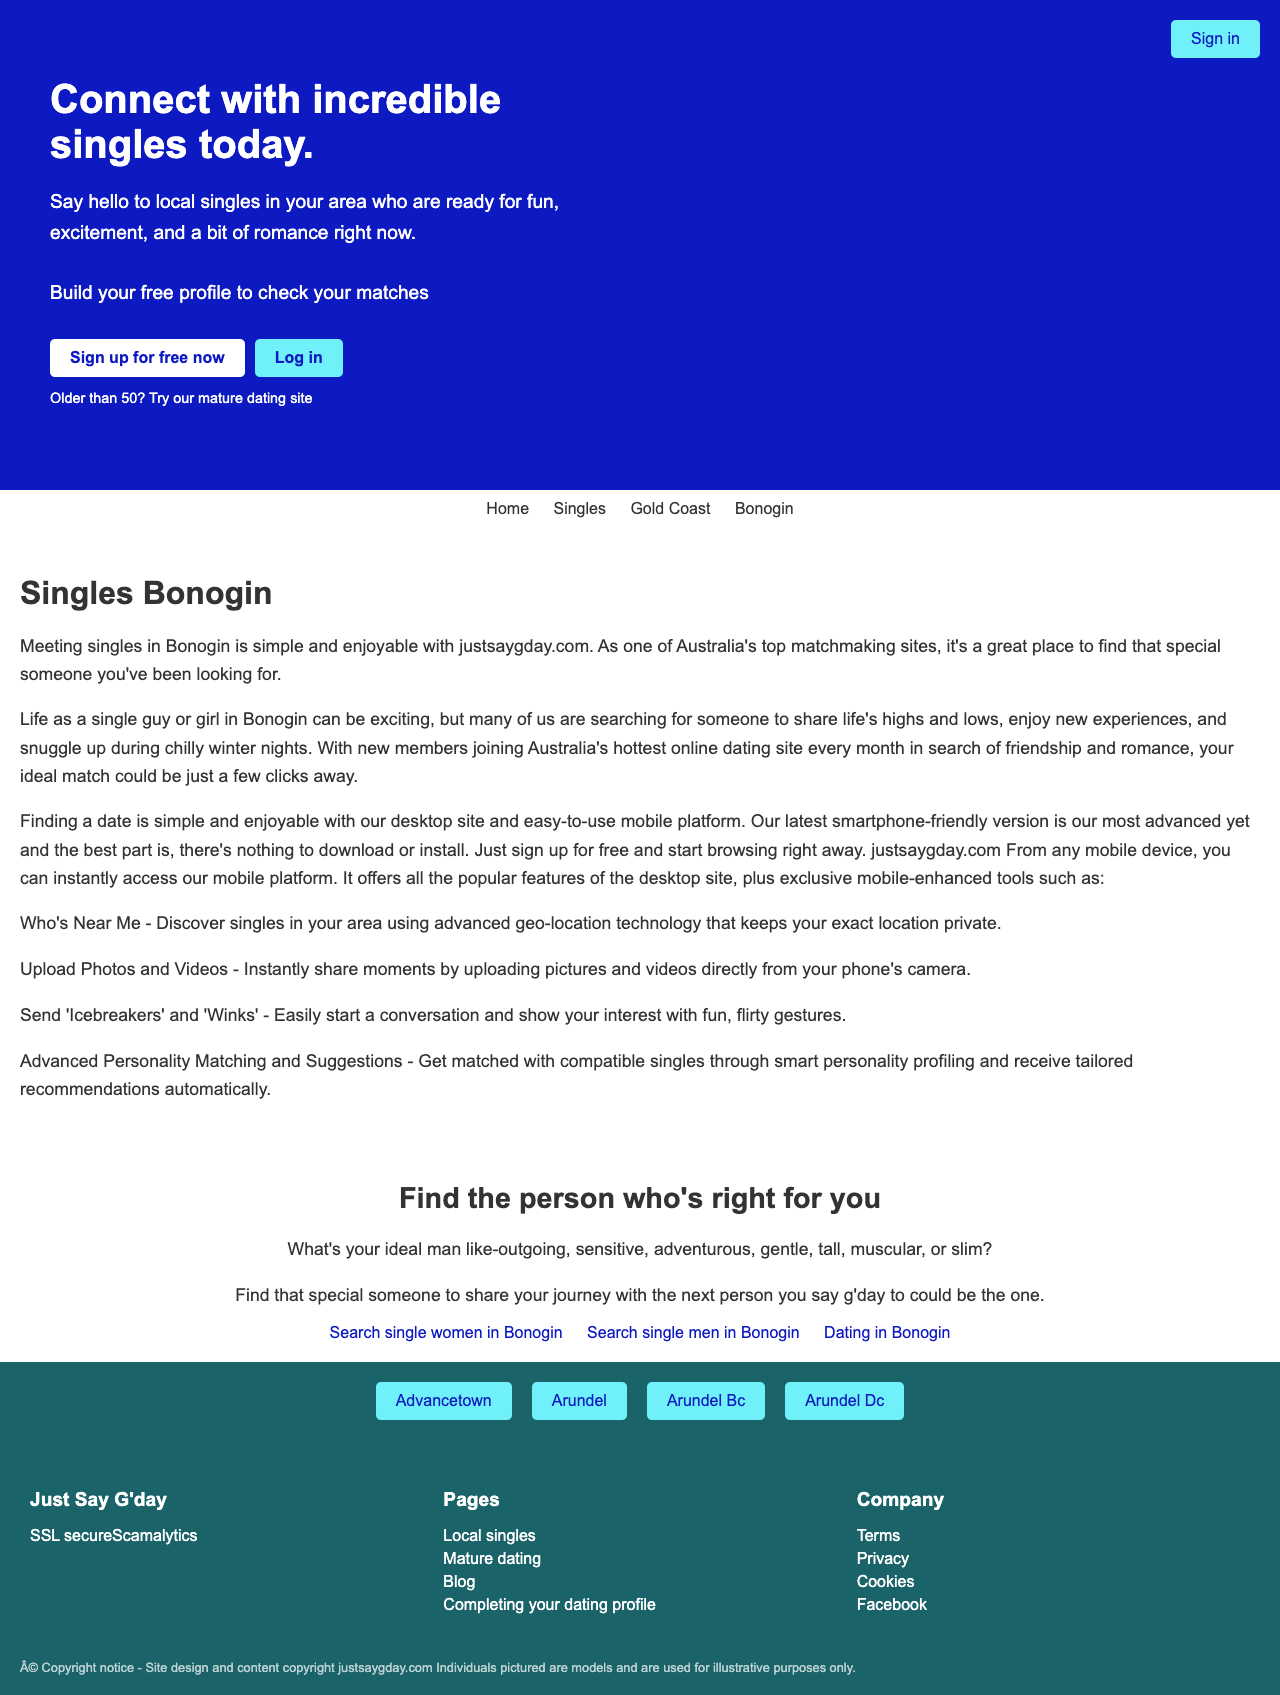 Sign in
Connect with incredible
singles today.
Say hello to local singles in your area who are ready for fun,
excitement, and a bit of romance right now.
Build your free profile to check your matches
Sign up for free now Log in
Older than 50? Try our mature dating site
Home Singles Gold Coast Bonogin
Singles Bonogin
Meeting singles in Bonogin is simple and enjoyable with justsaygday.com. As one of Australia's top matchmaking sites, it's a great place to find that special
someone you've been looking for.
Life as a single guy or girl in Bonogin can be exciting, but many of us are searching for someone to share life's highs and lows, enjoy new experiences, and
snuggle up during chilly winter nights. With new members joining Australia's hottest online dating site every month in search of friendship and romance, your
ideal match could be just a few clicks away.
Finding a date is simple and enjoyable with our desktop site and easy-to-use mobile platform. Our latest smartphone-friendly version is our most advanced yet
and the best part is, there's nothing to download or install. Just sign up for free and start browsing right away. justsaygday.com From any mobile device, you
can instantly access our mobile platform. It offers all the popular features of the desktop site, plus exclusive mobile-enhanced tools such as:
Who's Near Me - Discover singles in your area using advanced geo-location technology that keeps your exact location private.
Upload Photos and Videos - Instantly share moments by uploading pictures and videos directly from your phone's camera.
Send 'Icebreakers' and 'Winks' - Easily start a conversation and show your interest with fun, flirty gestures.
Advanced Personality Matching and Suggestions - Get matched with compatible singles through smart personality profiling and receive tailored
recommendations automatically.
Find the person who's right for you
What's your ideal man like-outgoing, sensitive, adventurous, gentle, tall, muscular, or slim?
Find that special someone to share your journey with the next person you say g'day to could be the one.
Search single women in Bonogin Search single men in Bonogin Dating in Bonogin
Advancetown Arundel Arundel Bc Arundel Dc
Just Say G'day
SSL secureScamalytics
Pages
Local singles
Mature dating
Blog
Completing your dating profile
Company
Terms
Privacy
Cookies
Facebook
Â© Copyright notice - Site design and content copyright justsaygday.com Individuals pictured are models and are used for illustrative purposes only.